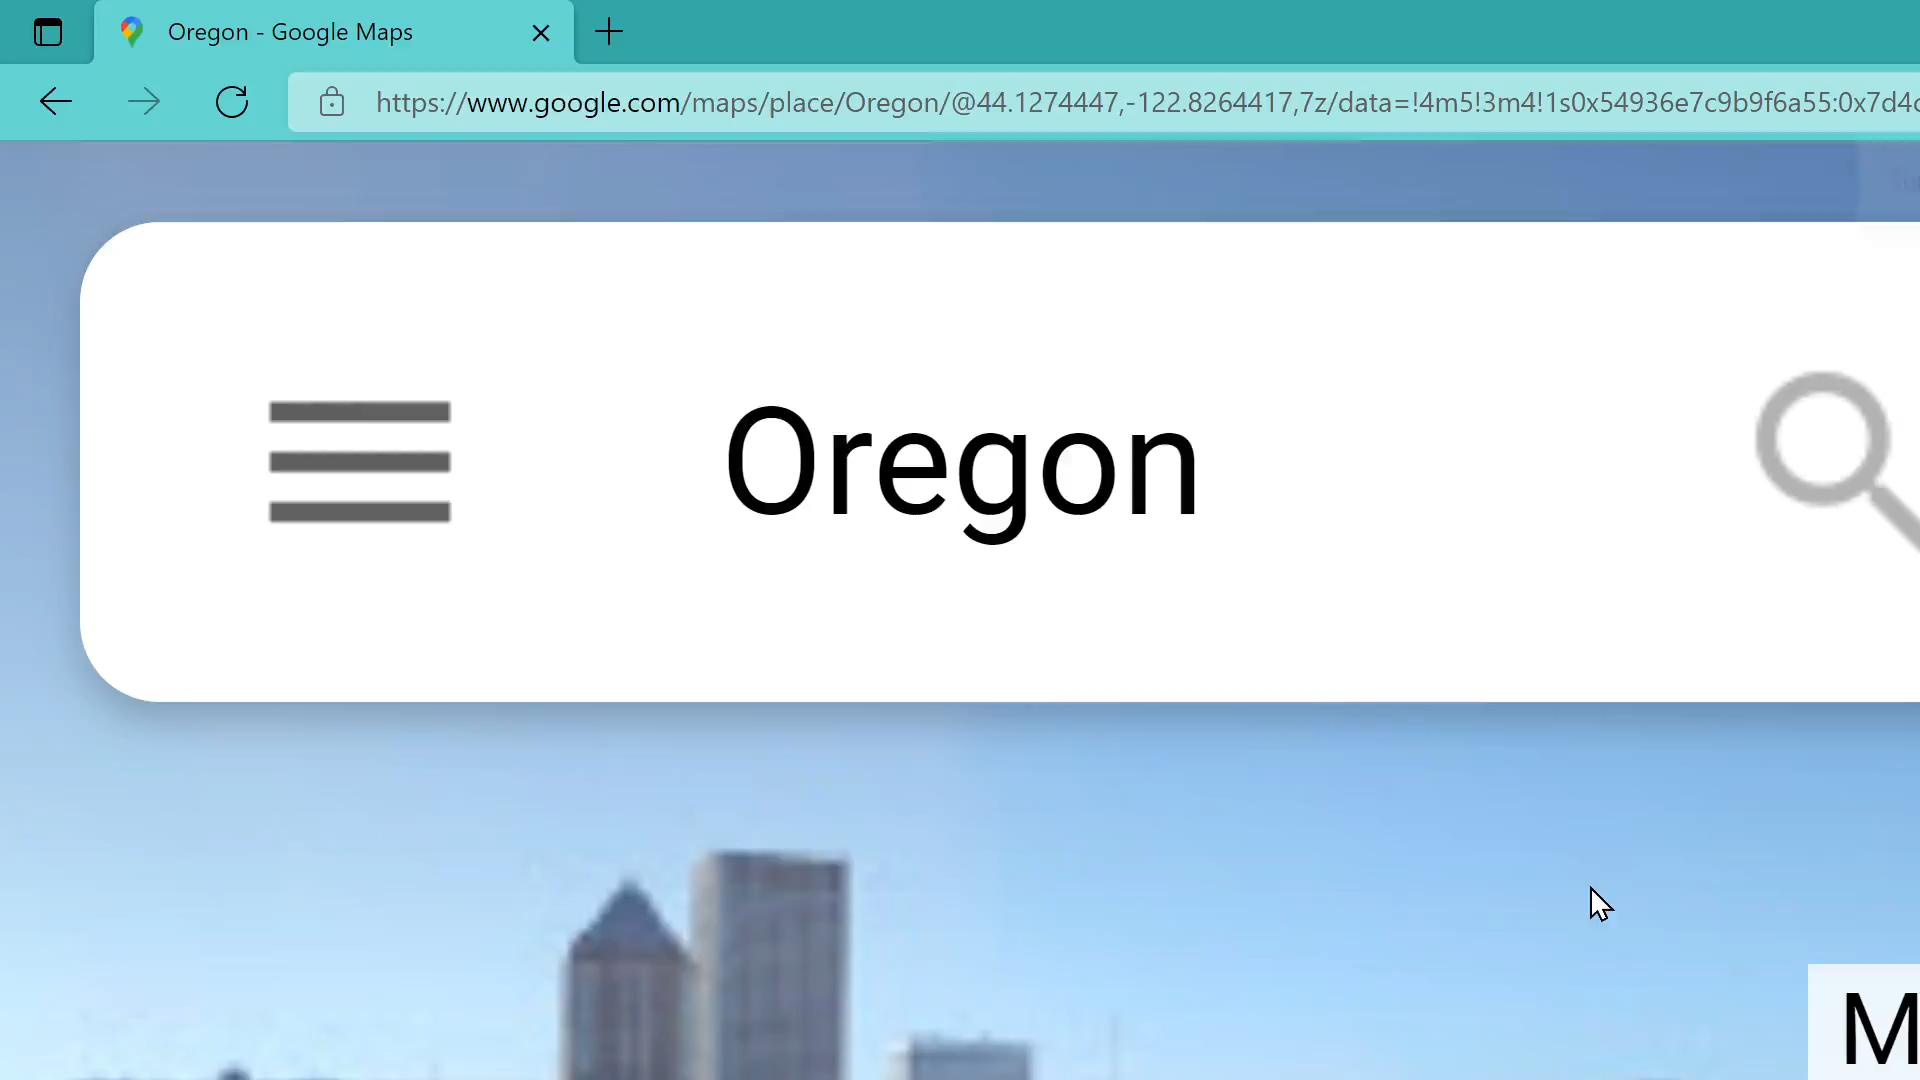 Oregon - Google Maps
https://www.google.com/maps/place/Oregon/@44.1274447,-122.8264417,7z/data=!4m5!3m4!1s0x54936e7c9b9f6a55:0x7d4c
Oregon
M